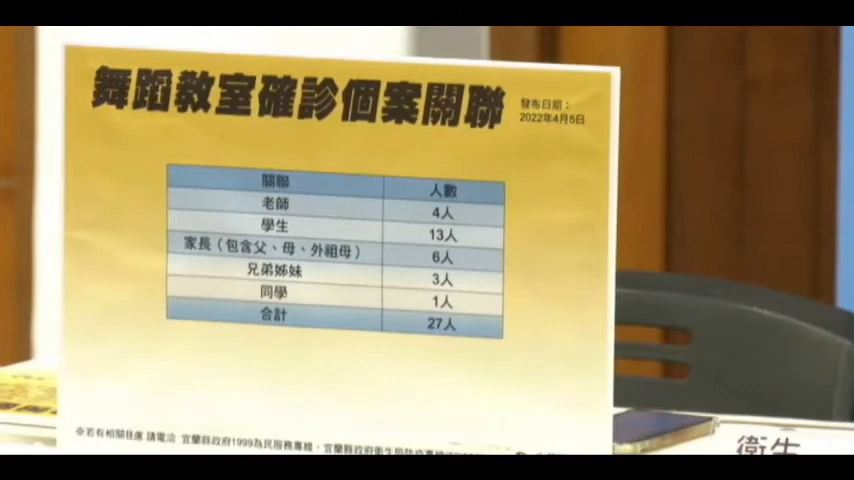 舞蹈教室確診個案關聯
發布日期：
2022年4月5日
關聯 人數
老師 4人
學生 13人
家長（包含父、母、外祖母） 6人
兄弟姊妹 3人
同學 1人
合計 27人
※若有相關疑慮 請電洽 宜蘭縣政府1999為民服務專線、宜蘭縣政府衛生局防疫專線
衛生